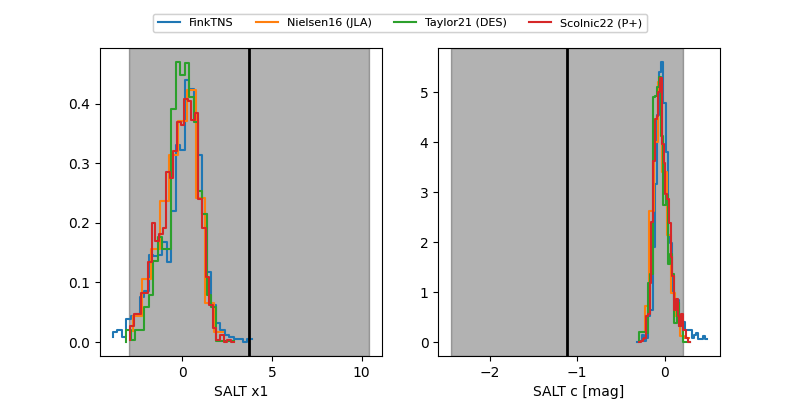 FinkTNS Nielsen16 (JLA) Taylor21 (DES) Scolnic22 (P+)
0.4
0.3
0.2
0.1
0.0
0 5 10
SALT x1
5
4
3
2
1
0
−2 −1 0
SALT c [mag]